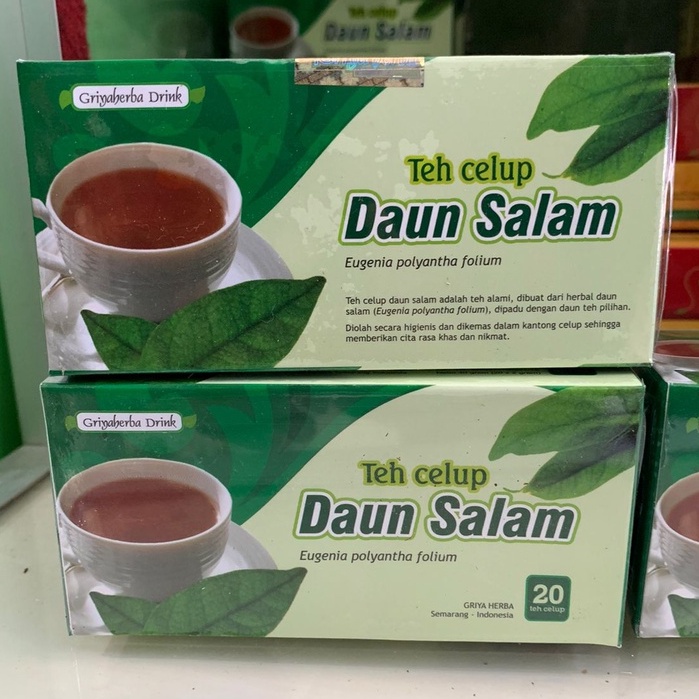 Teh celup
Daun Salam
Griyaherba Drink
Teh celup
Daun Salam
Eugenia polyantha folium
Teh celup daun salam adalah teh alami, dibuat dari herbal daun
salam (Eugenia polyantha folium), dipadu dengan daun teh pilihan.
Diolah secara higienis dan dikemas dalam kantong celup sehingga
memberikan cita rasa khas dan nikmat.
Griyaherba Drink
Teh celup
Daun Salam
Eugenia polyantha folium
GRIYA HERBA
Semarang - Indonesia
20
teh celup